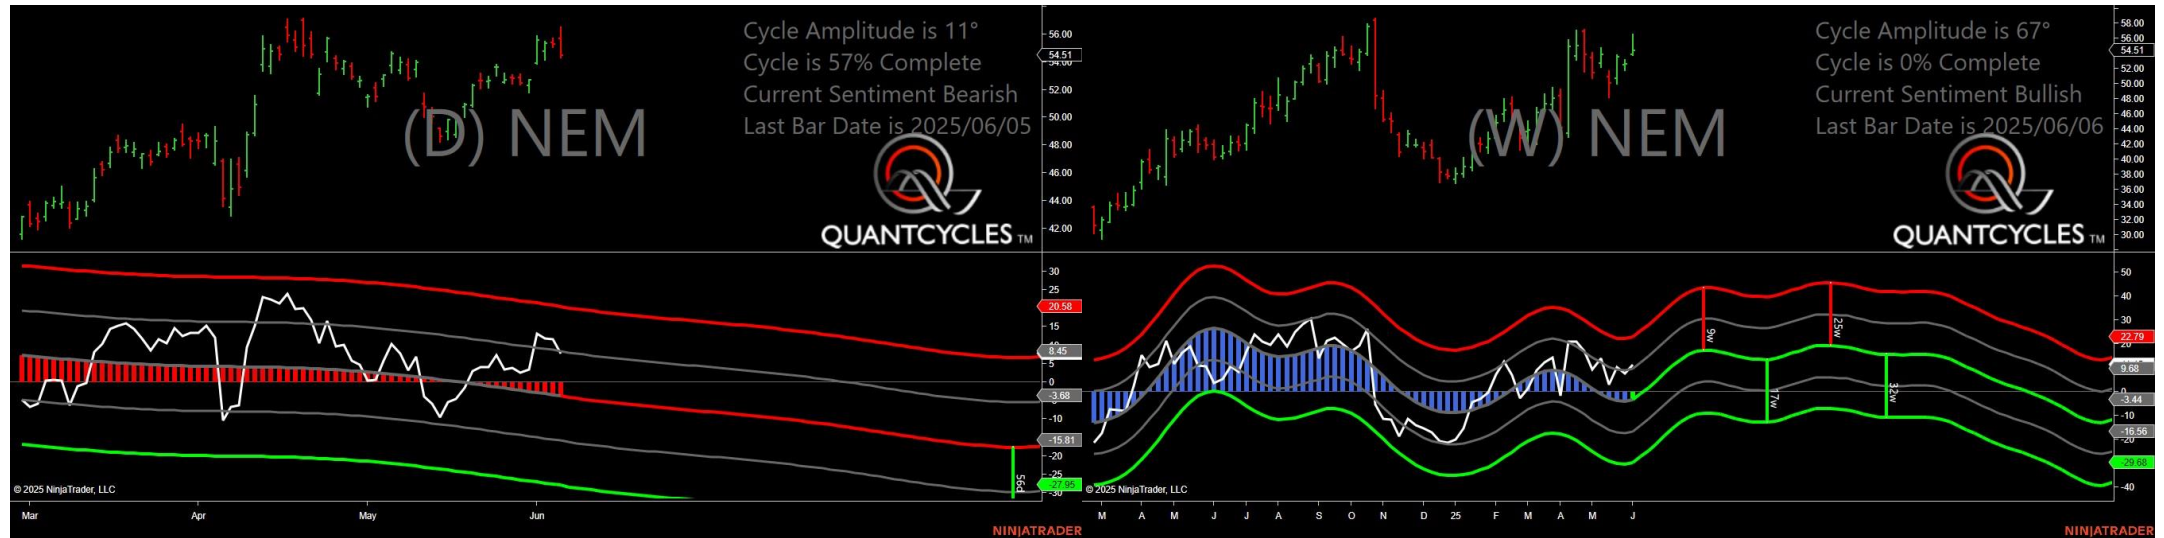 Cycle Amplitude is 11°
Cycle is 57% Complete
Current Sentiment Bearish
Last Bar Date is 2025/06/05
(D) NEM
QUANTCYCLES TM
56.00
54.51
54.00
52.00
50.00
48.00
46.00
44.00
42.00
30
25
20.58
15
10
8.45
5
0
-3.68
-10
-15.81
-20
-25
-27.95
-30
56d
© 2025 NinjaTrader, LLC
Mar Apr May Jun
NINJATRADER
Cycle Amplitude is 67°
Cycle is 0% Complete
Current Sentiment Bullish
Last Bar Date is 2025/06/06
(W) NEM
QUANTCYCLES TM
58.00
56.00
54.51
52.00
50.00
48.00
46.00
44.00
42.00
40.00
38.00
36.00
34.00
32.00
30.00
50
40
30
22.79
20
9.68
0
-3.44
-10
-16.56
-20
-29.68
-40
9w
17w
25w
32w
© 2025 NinjaTrader, LLC
M A M J J A S O N D 25 F M A M J
NINJATRADER